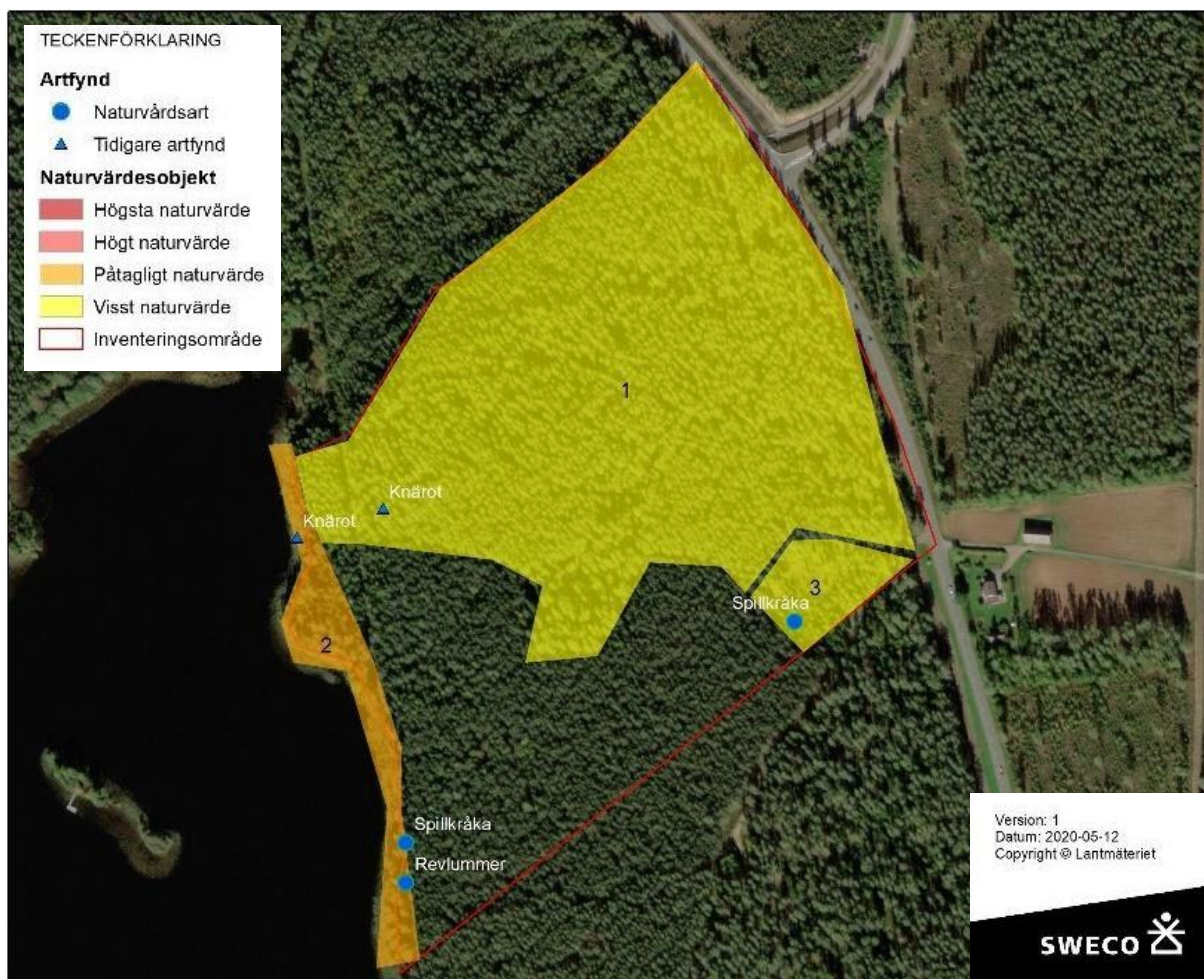 TECKENFÖRKLARING
Artfynd
Naturvårdsart
Tidigare artfynd
Naturvärdesobjekt
Högsta naturvärde
Högt naturvärde
Påtagligt naturvärde
Visst naturvärde
Inventeringsområde
1
Knärot
Knärot
3
Spillkråka
2
Spillkråka
Revlummer
Version: 1
Datum: 2020-05-12
Copyright © Lantmäteriet
SWECO